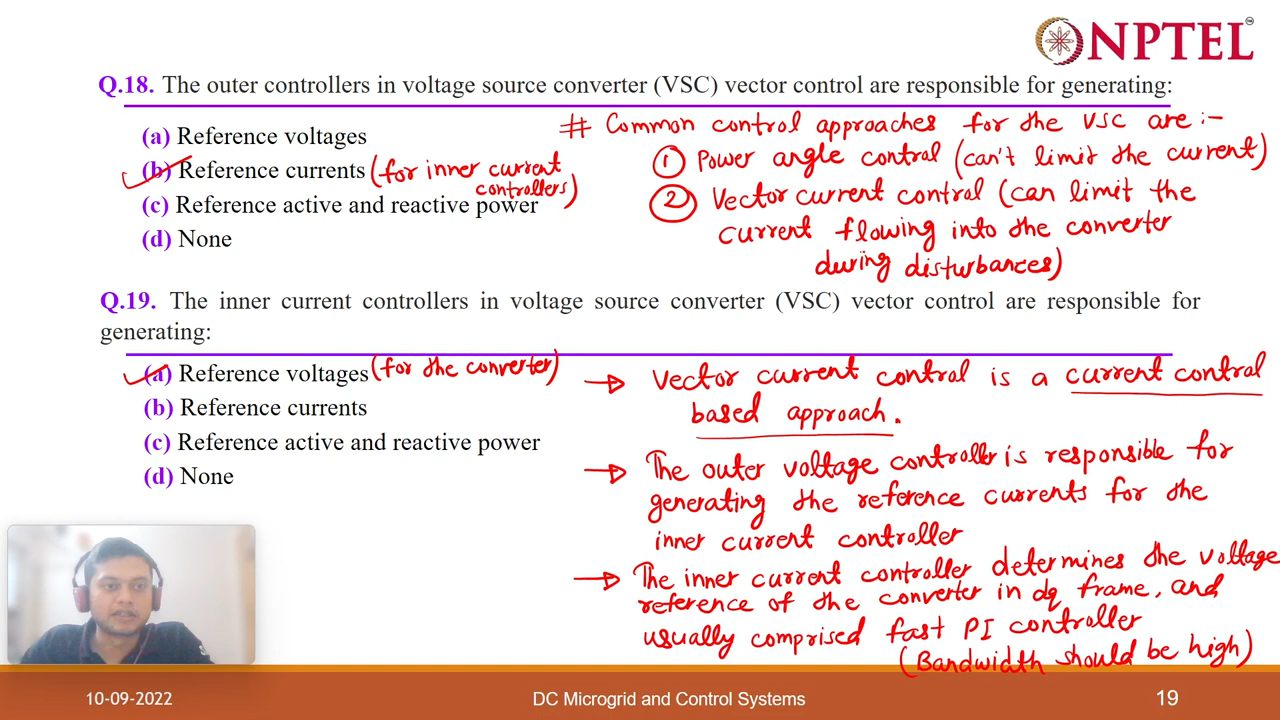 NPTEL
TM
Q.18. The outer controllers in voltage source converter (VSC) vector control are responsible for generating:
(a) Reference voltages
(b) Reference currents (for inner current controllers)
(c) Reference active and reactive power
(d) None
# Common control approaches for the VSC are :-
① Power angle control (can't limit the current)
② Vector current control (can limit the
current flowing into the converter
during disturbances)
Q.19. The inner current controllers in voltage source converter (VSC) vector control are responsible for
generating:
(a) Reference voltages (for the converter)
(b) Reference currents
(c) Reference active and reactive power
(d) None
→ Vector current control is a current control
based approach.
→ The outer voltage controller is responsible for
generating the reference currents for the
inner current controller
→ The inner current controller determines the voltage
reference of the converter in dq frame, and
usually comprised fast PI controller
(Bandwidth should be high)
10-09-2022
DC Microgrid and Control Systems
19